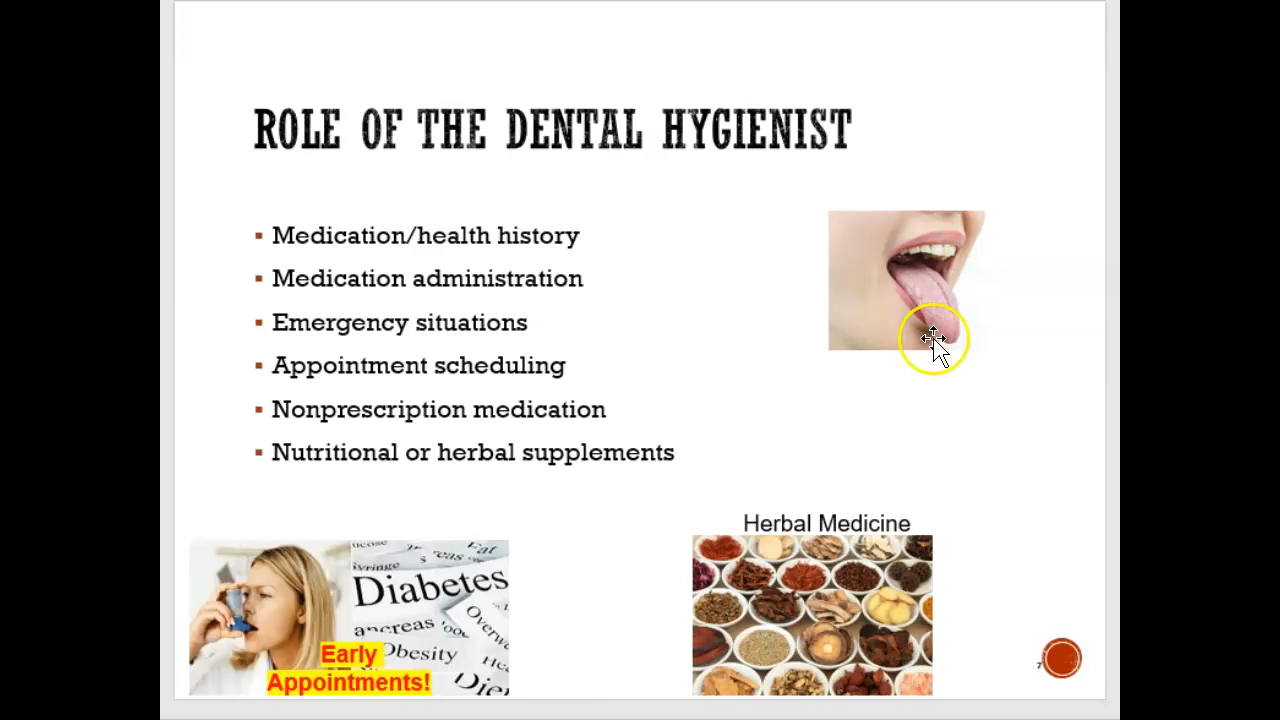 ROLE OF THE DENTAL HYGIENIST
Medication/health history
Medication administration
Emergency situations
Appointment scheduling
Nonprescription medication
Nutritional or herbal supplements
Herbal Medicine
Diabetes
Obesity
Early
Appointments!
7